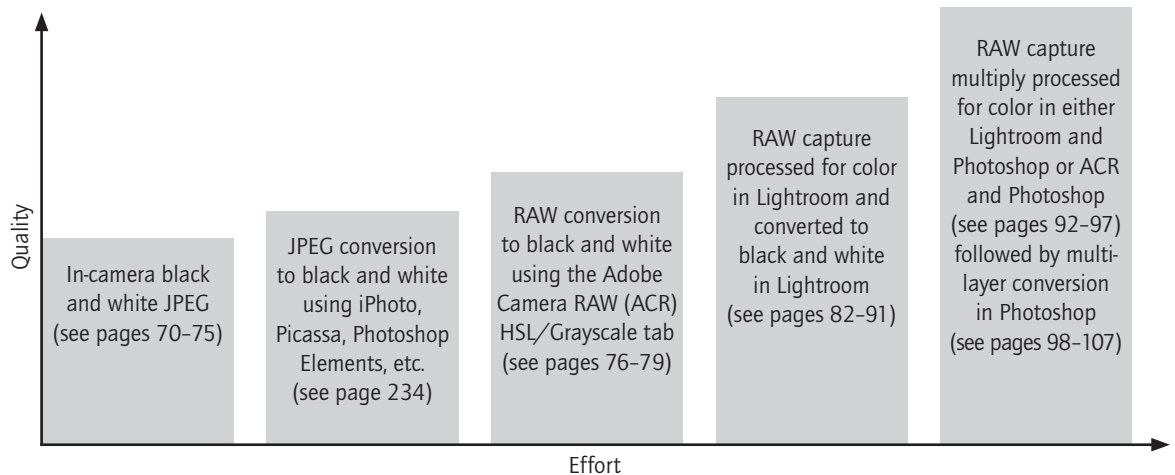 Quality
In-camera black
and white JPEG
(see pages 70–75)
JPEG conversion
to black and white
using iPhoto,
Picassa, Photoshop
Elements, etc.
(see page 234)
RAW conversion
to black and white
using the Adobe
Camera RAW (ACR)
HSL/Grayscale tab
(see pages 76–79)
RAW capture
processed for color
in Lightroom and
converted to
black and white
in Lightroom
(see pages 82–91)
RAW capture
multiply processed
for color in either
Lightroom and
Photoshop or ACR
and Photoshop
(see pages 92–97)
followed by multi-
layer conversion
in Photoshop
(see pages 98–107)
Effort